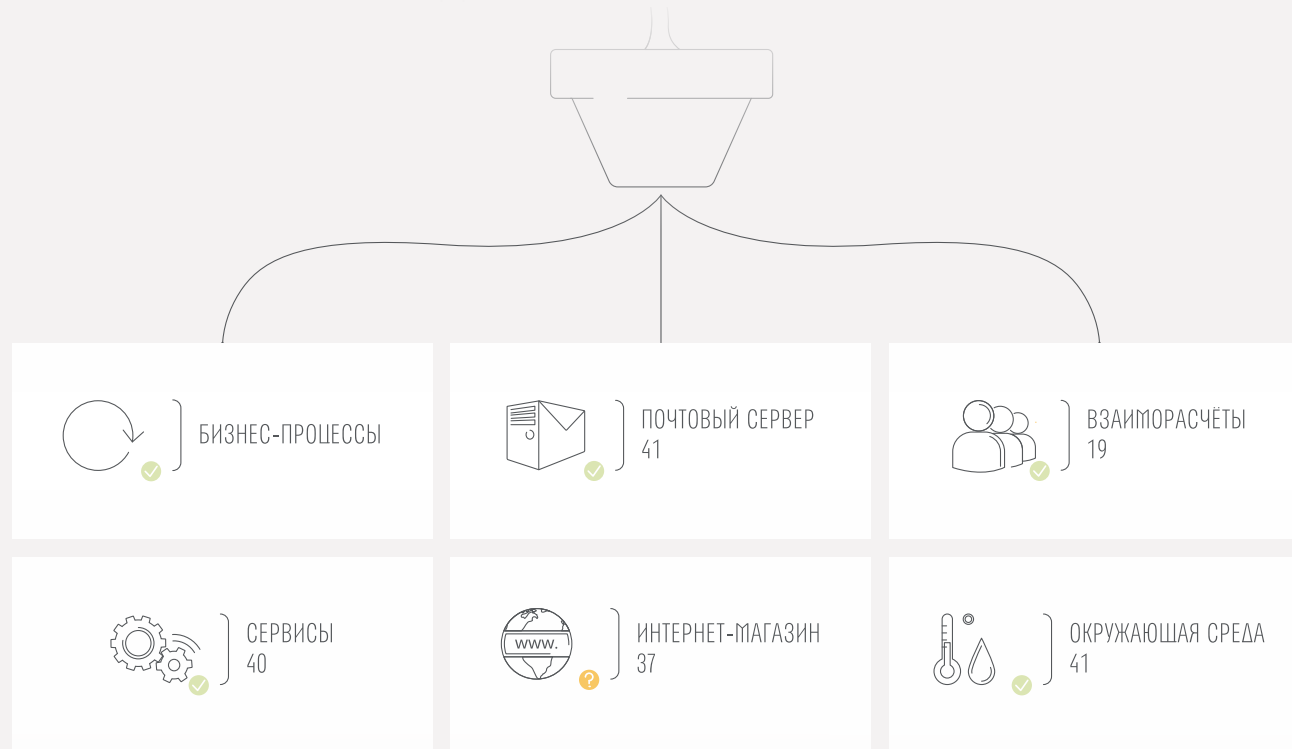 БИЗНЕС-ПРОЦЕССЫ
ПОЧТОВЫЙ СЕРВЕР
41
ВЗАИМОРАСЧЁТЫ
19
СЕРВИСЫ
40
www.
?
ИНТЕРНЕТ-МАГАЗИН
37
ОКРУЖАЮЩАЯ СРЕДА
41